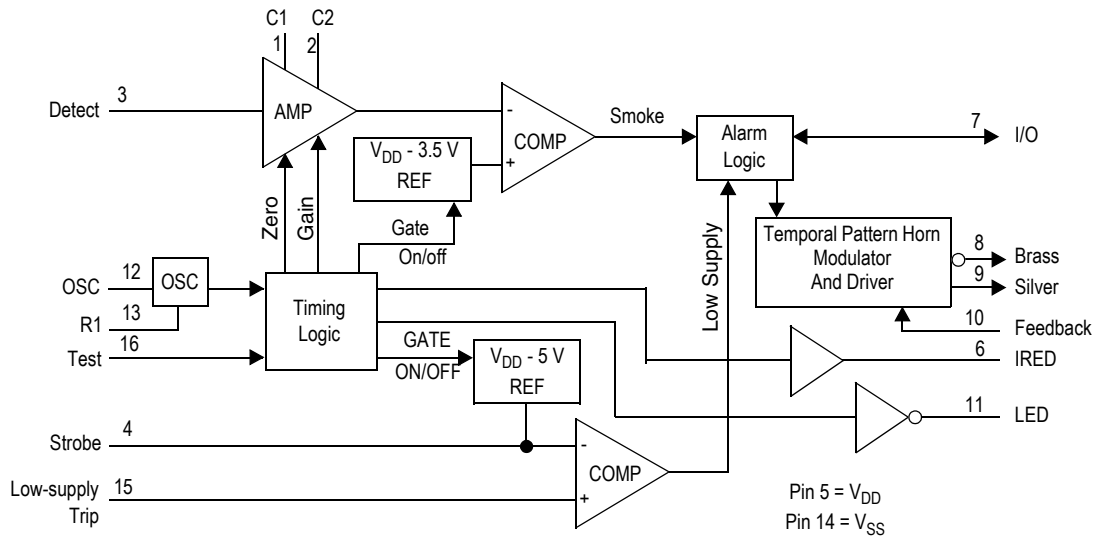 C1
C2
1
2
Detect
3
AMP
-
+
COMP
Smoke
Alarm
Logic
7
I/O
V_DD - 3.5 V
REF
Zero
Gain
Gate
On/off
Low Supply
Temporal Pattern Horn
Modulator
And Driver
8
Brass
9
Silver
10
Feedback
6
IRED
11
LED
OSC
12
OSC
R1
13
Test
16
Timing
Logic
GATE
ON/OFF
V_DD - 5 V
REF
Strobe
4
-
+
COMP
Low-supply
Trip
15
Pin 5 = V_DD
Pin 14 = V_SS